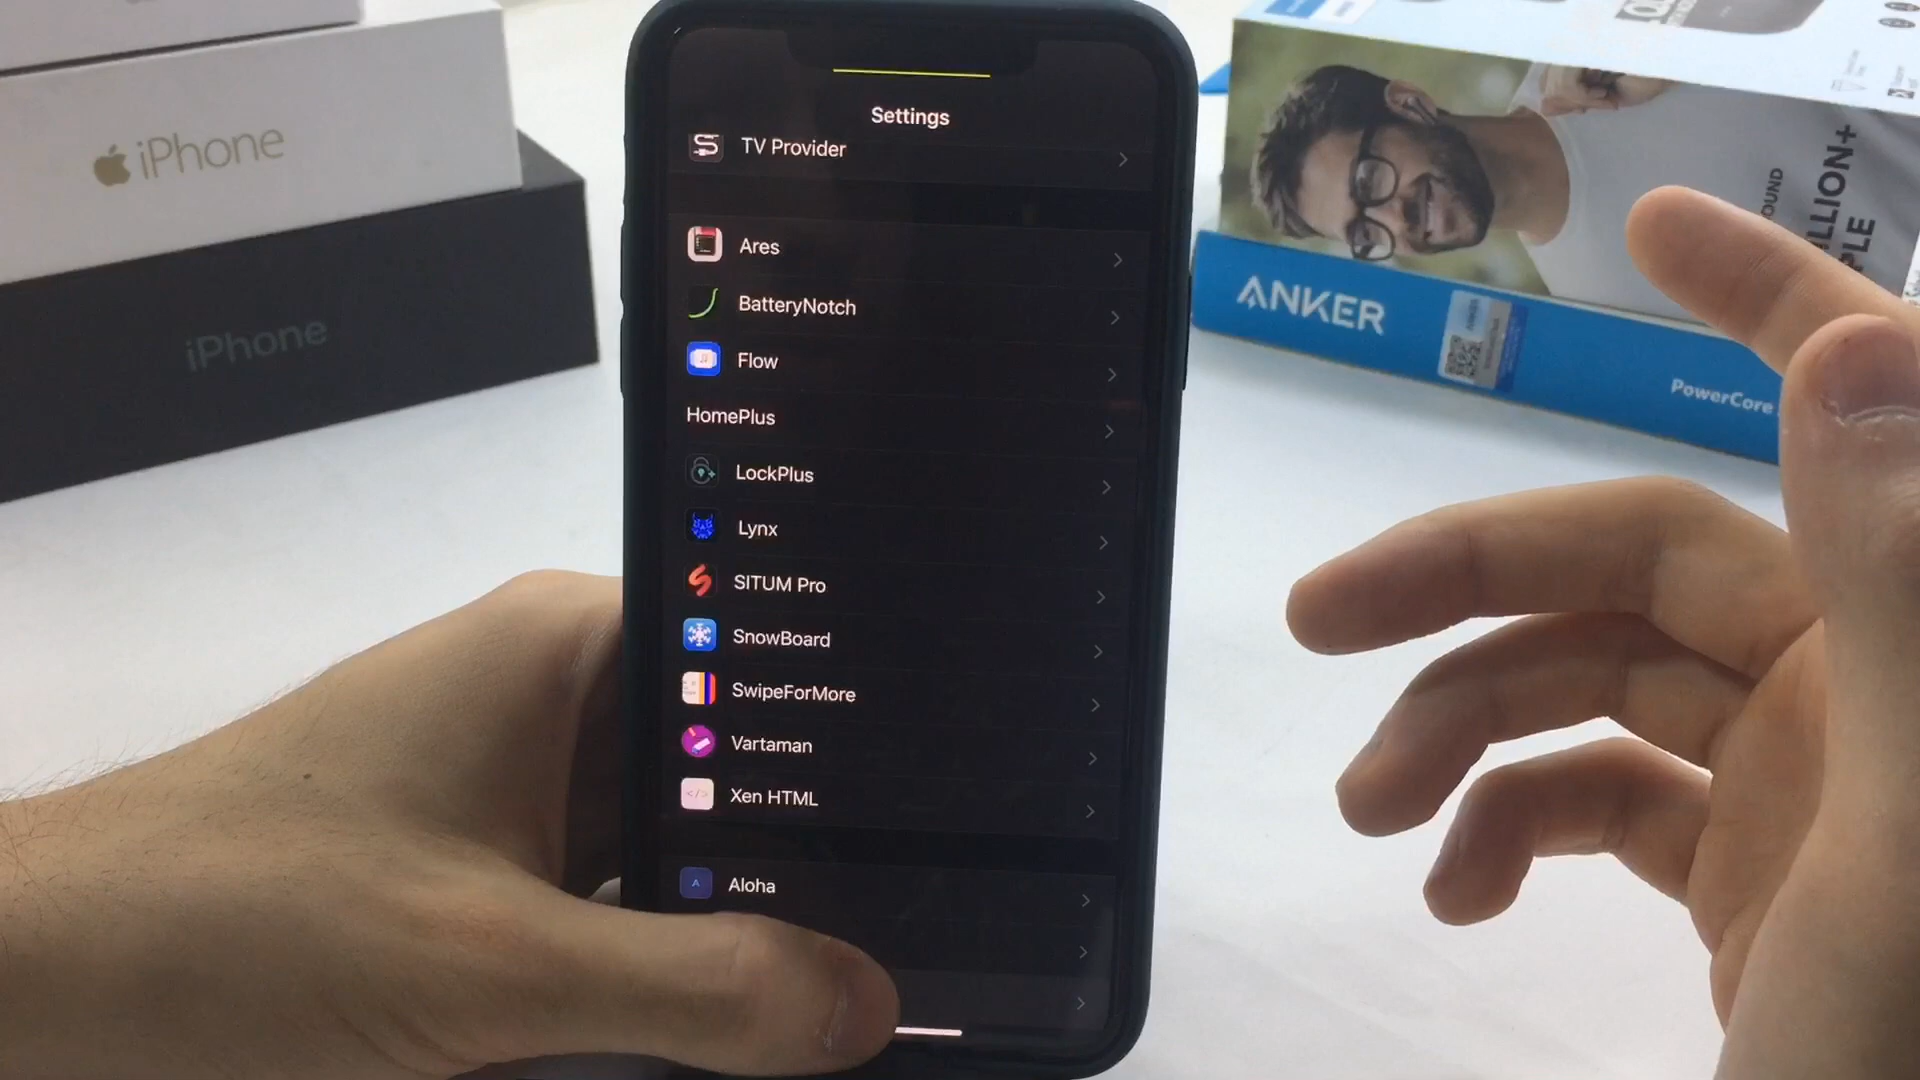 iPhone
iPhone
Settings
TV Provider
Ares
BatteryNotch
Flow
HomePlus
LockPlus
Lynx
SITUM Pro
SnowBoard
SwipeForMore
Vartaman
</> Xen HTML
A Aloha
ANKER
PowerCore